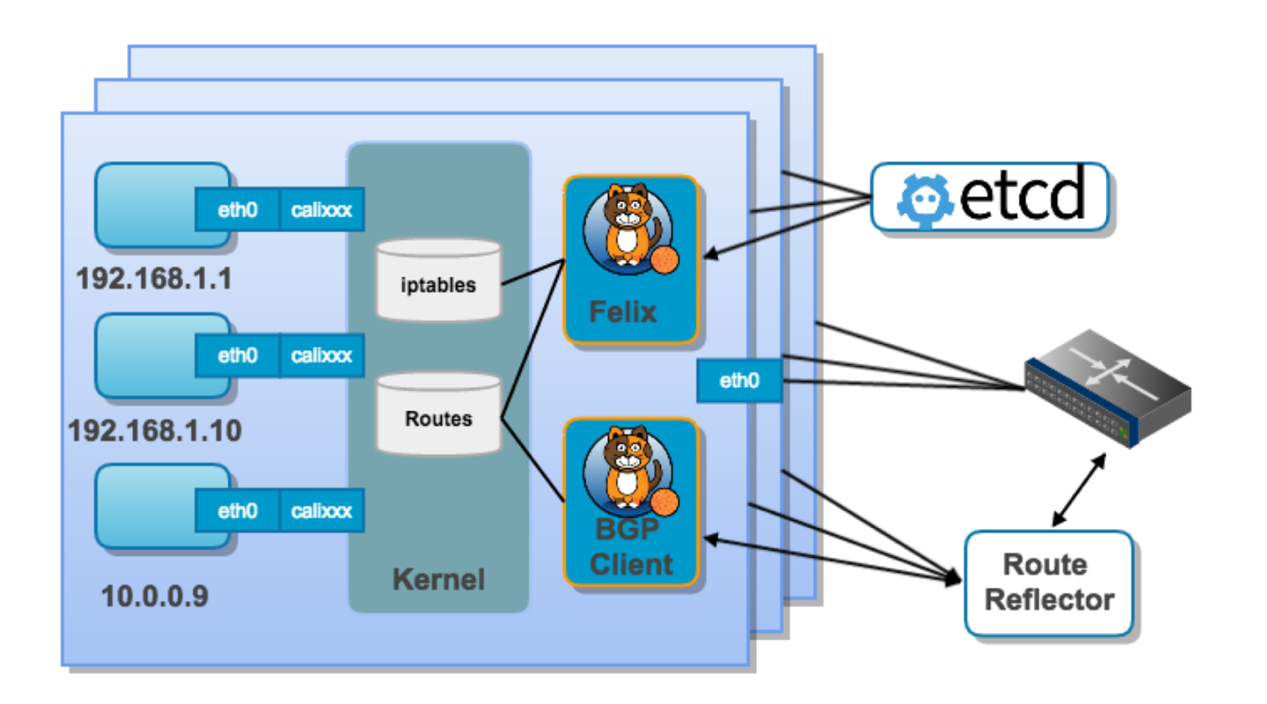 eth0 calixxx
192.168.1.1
eth0 calixxx
192.168.1.10
eth0 calixxx
10.0.0.9
iptables
Routes
Kernel
Felix
eth0
BGP
Client
etcd
Route
Reflector